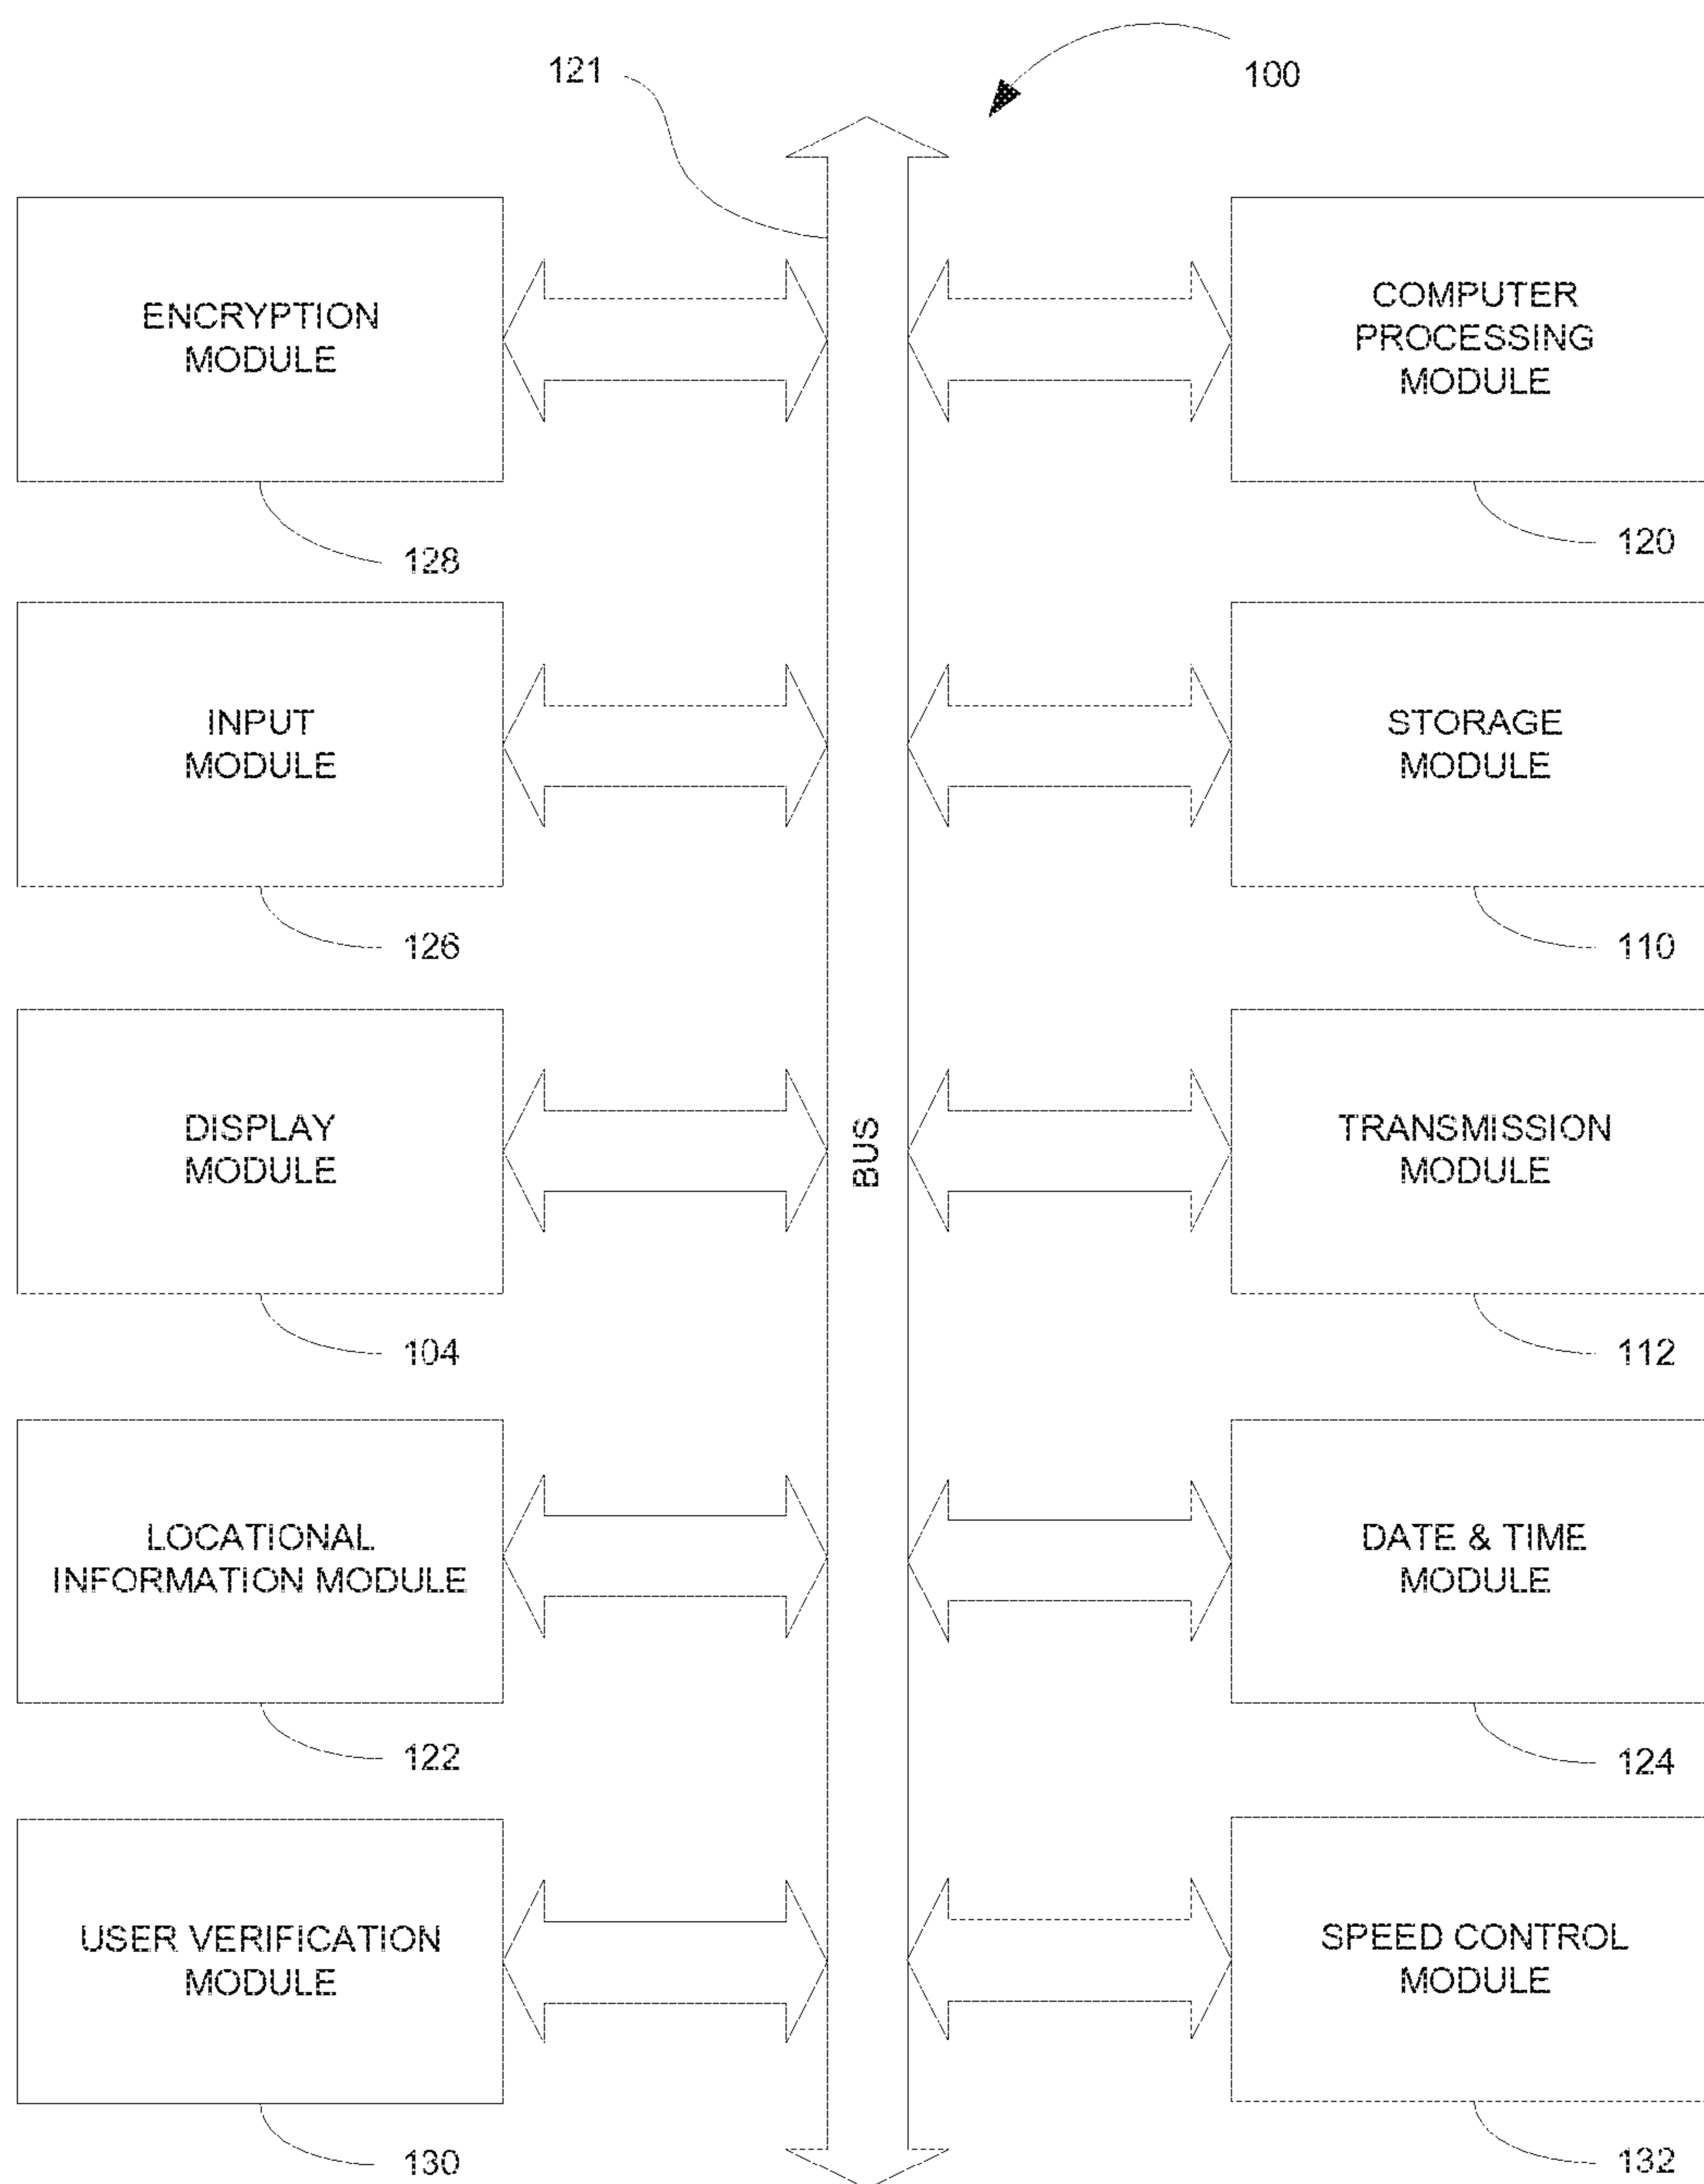 121
100
ENCRYPTION
MODULE
128
COMPUTER
PROCESSING
MODULE
120
INPUT
MODULE
126
STORAGE
MODULE
110
DISPLAY
MODULE
104
BUS
TRANSMISSION
MODULE
112
LOCATIONAL
INFORMATION MODULE
122
DATE & TIME
MODULE
124
USER VERIFICATION
MODULE
130
SPEED CONTROL
MODULE
132